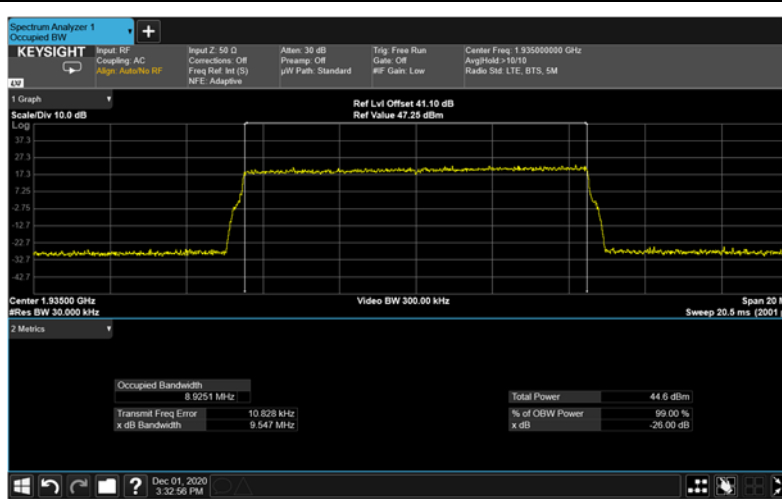 Spectrum Analyzer 1
Occupied BW
KEYSIGHT
Input: RF
Coupling: AC
Align: Auto/No RF
Input Z: 50 Ω
Corrections: Off
Freq Ref: Int (S)
NFE: Adaptive
Atten: 30 dB
Preamp: Off
µW Path: Standard
Trig: Free Run
Gate: Off
#IF Gain: Low
Center Freq: 1.935000000 GHz
Avg|Hold:>10/10
Radio Std: LTE, BTS, 5M
LXI
1 Graph
Scale/Div 10.0 dB
Ref Lvl Offset 41.10 dB
Ref Value 47.25 dBm
Log
37.3
27.3
17.3
7.25
-2.75
-12.7
-22.7
-32.7
-42.7
Center 1.93500 GHz
#Res BW 30.000 kHz
Video BW 300.00 kHz
Span 20
Sweep 20.5 ms (2001
2 Metrics
Occupied Bandwidth
8.9251 MHz
Transmit Freq Error 10.828 kHz
x dB Bandwidth 9.547 MHz
Total Power 44.6 dBm
% of OBW Power 99.00 %
x dB -26.00 dB
Dec 01, 2020
3:32:56 PM